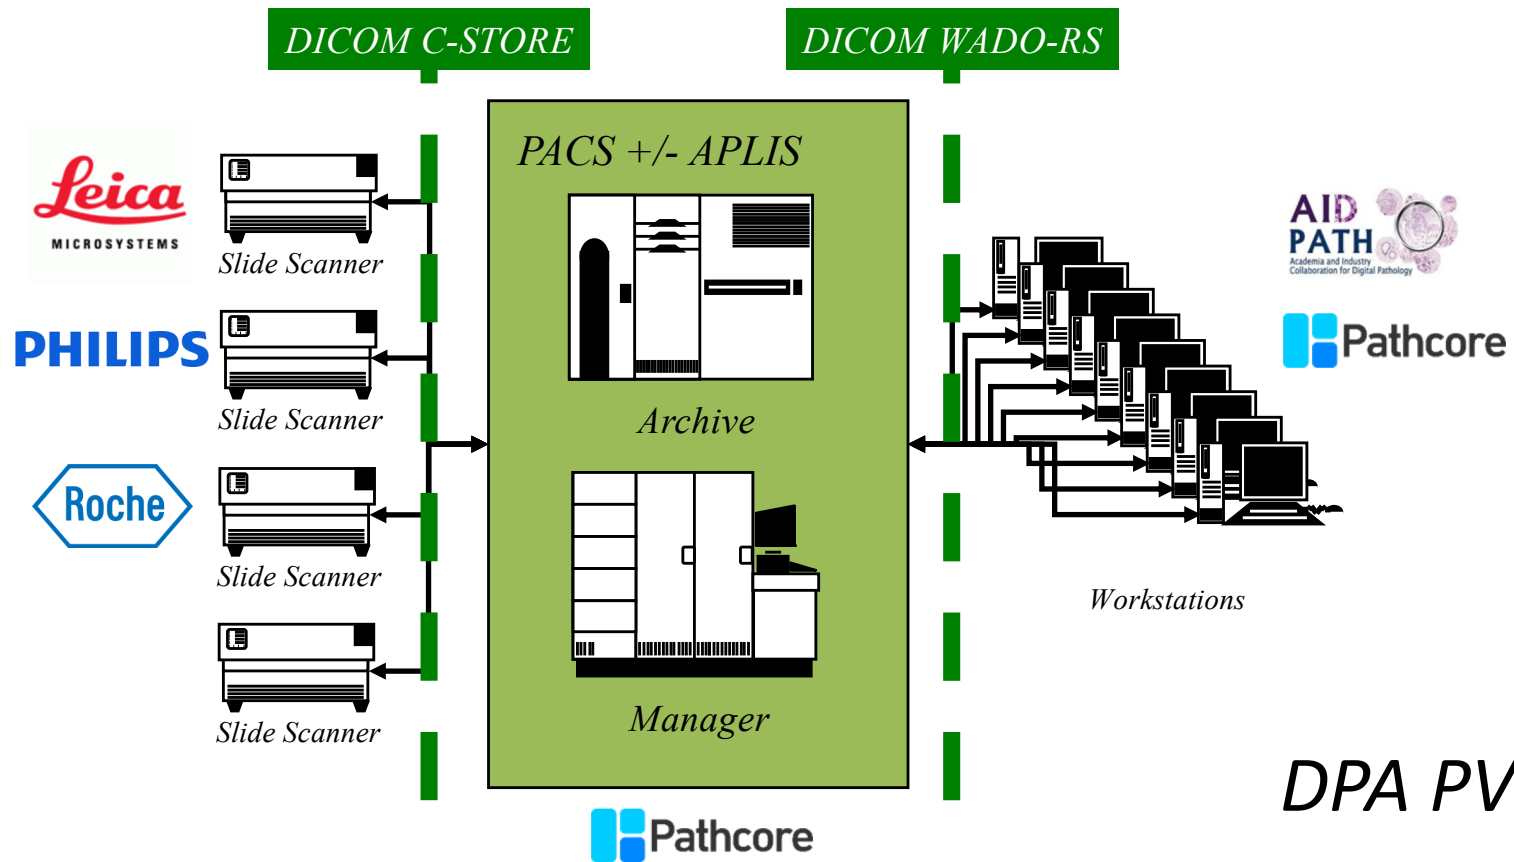 DICOM C-STORE
DICOM WADO-RS
PACS +/- APLIS
Leica
MICROSYSTEMS
Slide Scanner
PHILIPS
Slide Scanner
Roche
Slide Scanner
Slide Scanner
Archive
Manager
AID
PATH
Academia and Industry
Collaboration for Digital Pathology
Pathcore
Workstations
DPA PV
Pathcore